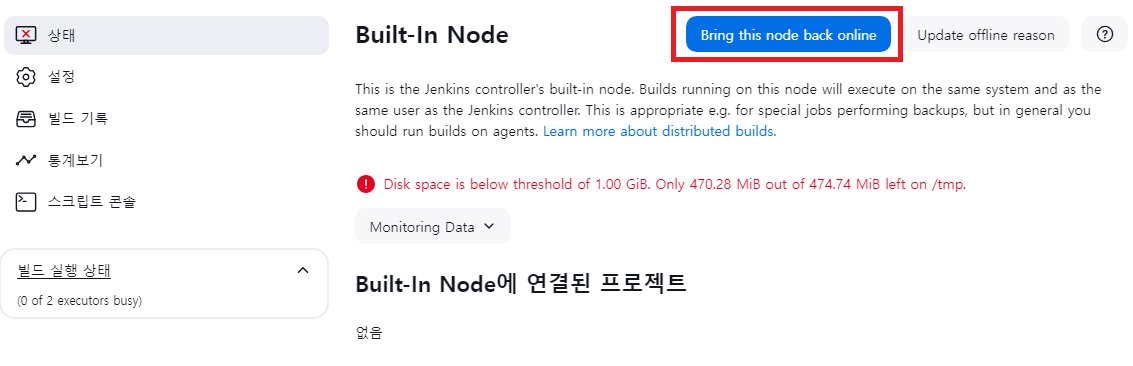 상태
설정
빌드 기록
통계보기
스크립트 콘솔
빌드 실행 상태
(0 of 2 executors busy)
Built-In Node
Bring this node back online
Update offline reason
This is the Jenkins controller's built-in node. Builds running on this node will execute on the same system and as the
same user as the Jenkins controller. This is appropriate e.g. for special jobs performing backups, but in general you
should run builds on agents. Learn more about distributed builds.
Disk space is below threshold of 1.00 GiB. Only 470.28 MiB out of 474.74 MiB left on /tmp.
Monitoring Data
Built-In Node에 연결된 프로젝트
없음